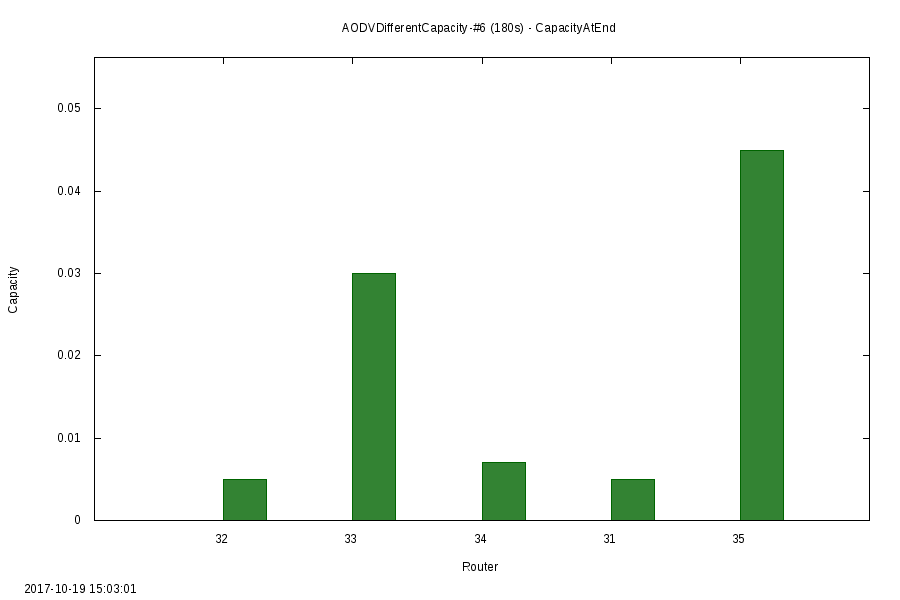 AODVDifferentCapacity-#6 (180s) - CapacityAtEnd
0.05
0.04
0.03
0.02
0.01
0
Capacity
32 33 34 31 35
Router
2017-10-19 15:03:01